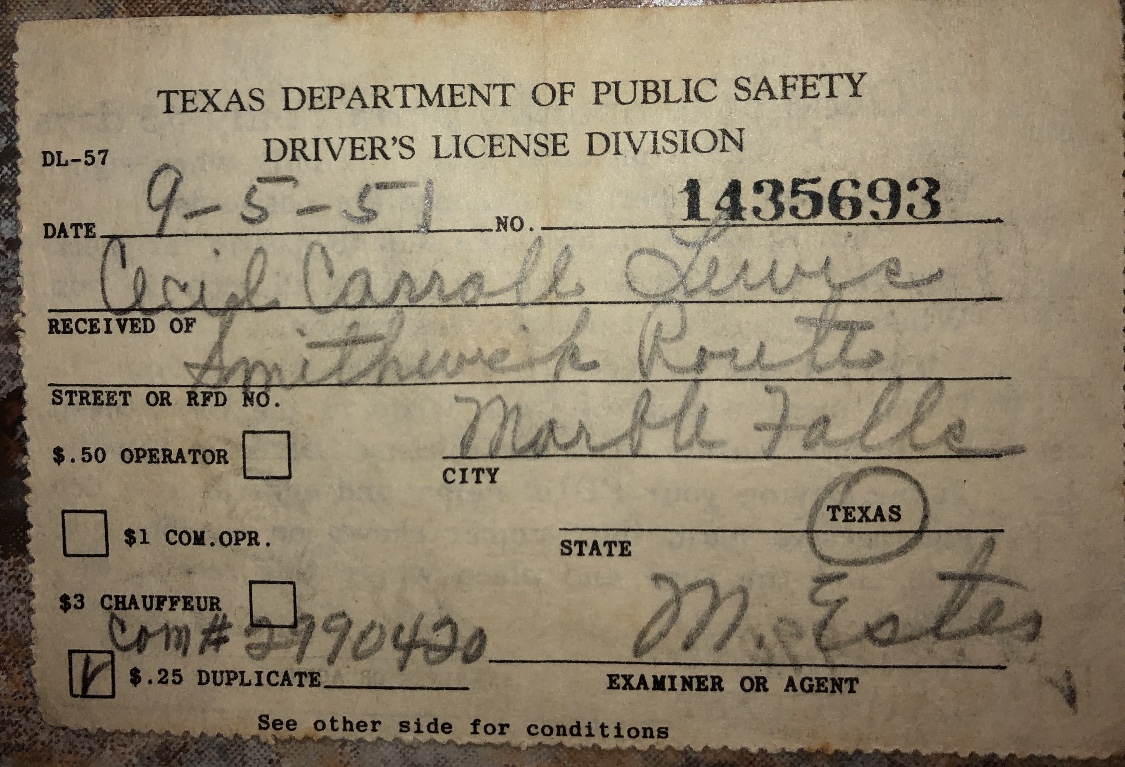 TEXAS DEPARTMENT OF PUBLIC SAFETY
DL-57 DRIVER'S LICENSE DIVISION
DATE 9-5-51 NO. 1435693
Cecil Carroll Lewis
RECEIVED OF
Smithwick Route
STREET OR RFD NO.
Marble Falls
$.50 OPERATOR
CITY
TEXAS
$1 COM.OPR.
STATE
$3 CHAUFFEUR
M. Estes
Com # 2990420
$.25 DUPLICATE
EXAMINER OR AGENT
See other side for conditions